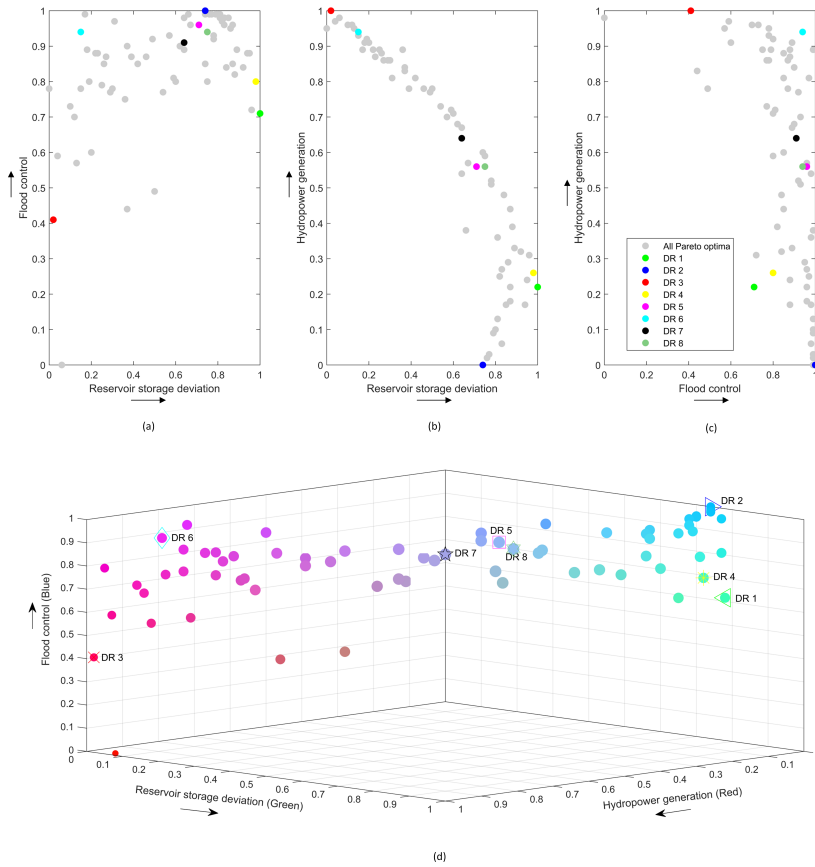 1
0.9
0.8
0.7
0.6
0.5
0.4
0.3
0.2
0.1
0
0 0.2 0.4 0.6 0.8 1
Flood control
Reservoir storage deviation
(a)
1
0.9
0.8
0.7
0.6
0.5
0.4
0.3
0.2
0.1
0
0 0.2 0.4 0.6 0.8 1
Hydropower generation
Reservoir storage deviation
(b)
1
0.9
0.8
0.7
0.6
0.5
0.4
0.3
0.2
0.1
0
0 0.2 0.4 0.6 0.8 1
Hydropower generation
Flood control
(c)
All Pareto optima
DR 1
DR 2
DR 3
DR 4
DR 5
DR 6
DR 7
DR 8
1
0.9
0.8
0.7
0.6
0.5
0.4
0.3
0.2
0.1
0
Flood control (Blue)
DR 2
DR 5
DR 6
DR 8
DR 7
DR 4
DR 1
DR 3
0 0.1 0.2 0.3 0.4 0.5 0.6 0.7 0.8 0.9 1
Reservoir storage deviation (Green)
1 0.9 0.8 0.7 0.6 0.5 0.4 0.3 0.2 0.1
Hydropower generation (Red)
(d)